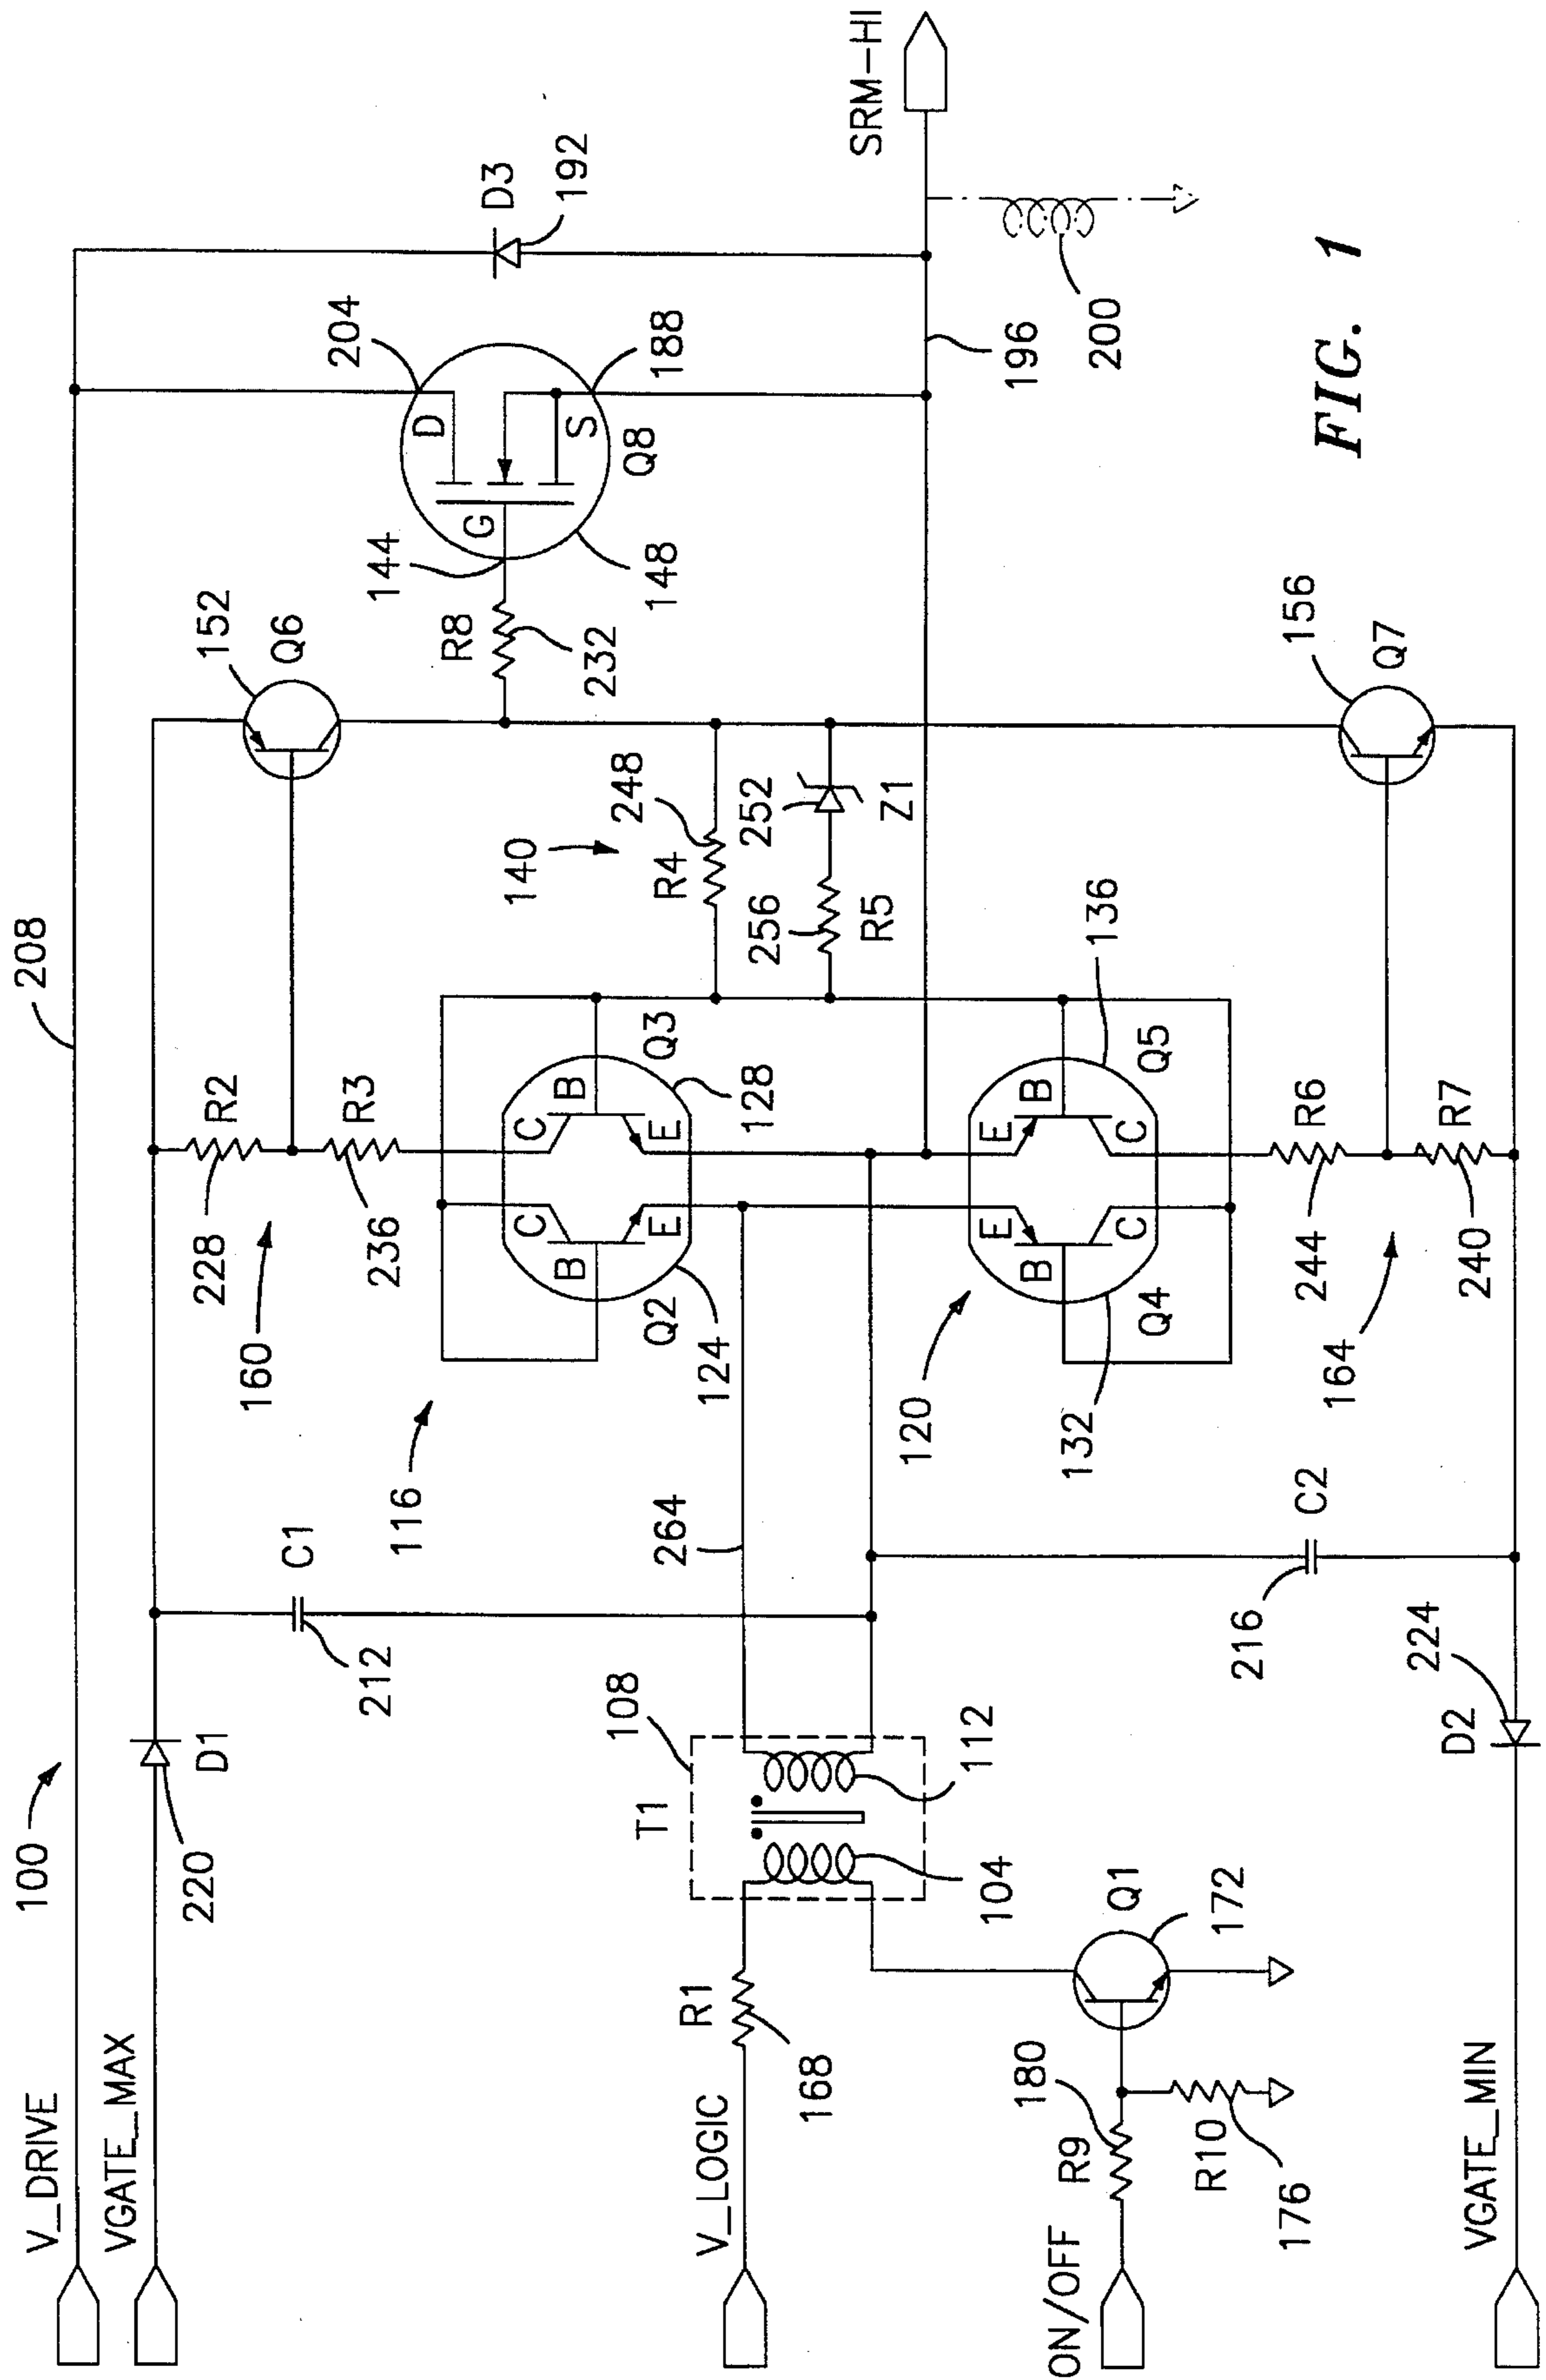 100
208
V_DRIVE
VGATE_MAX
220
D1
C1
212
160
R2
228
R3
236
152
Q6
204
D
G
S
144
188
Q8
148
R8
232
D3
192
SRM-HI
196
200
116
264
C
B
E
C
B
E
Q2
124
Q3
128
140
R4
248
252
Z1
256
R5
V_LOGIC
R1
168
T1
108
104
112
120
E
B
C
E
B
C
Q4
132
Q5
136
ON/OFF
R9
180
R10
176
Q1
172
216
C2
164
R6
244
R7
240
156
Q7
VGATE_MIN
D2
224
FIG. 1